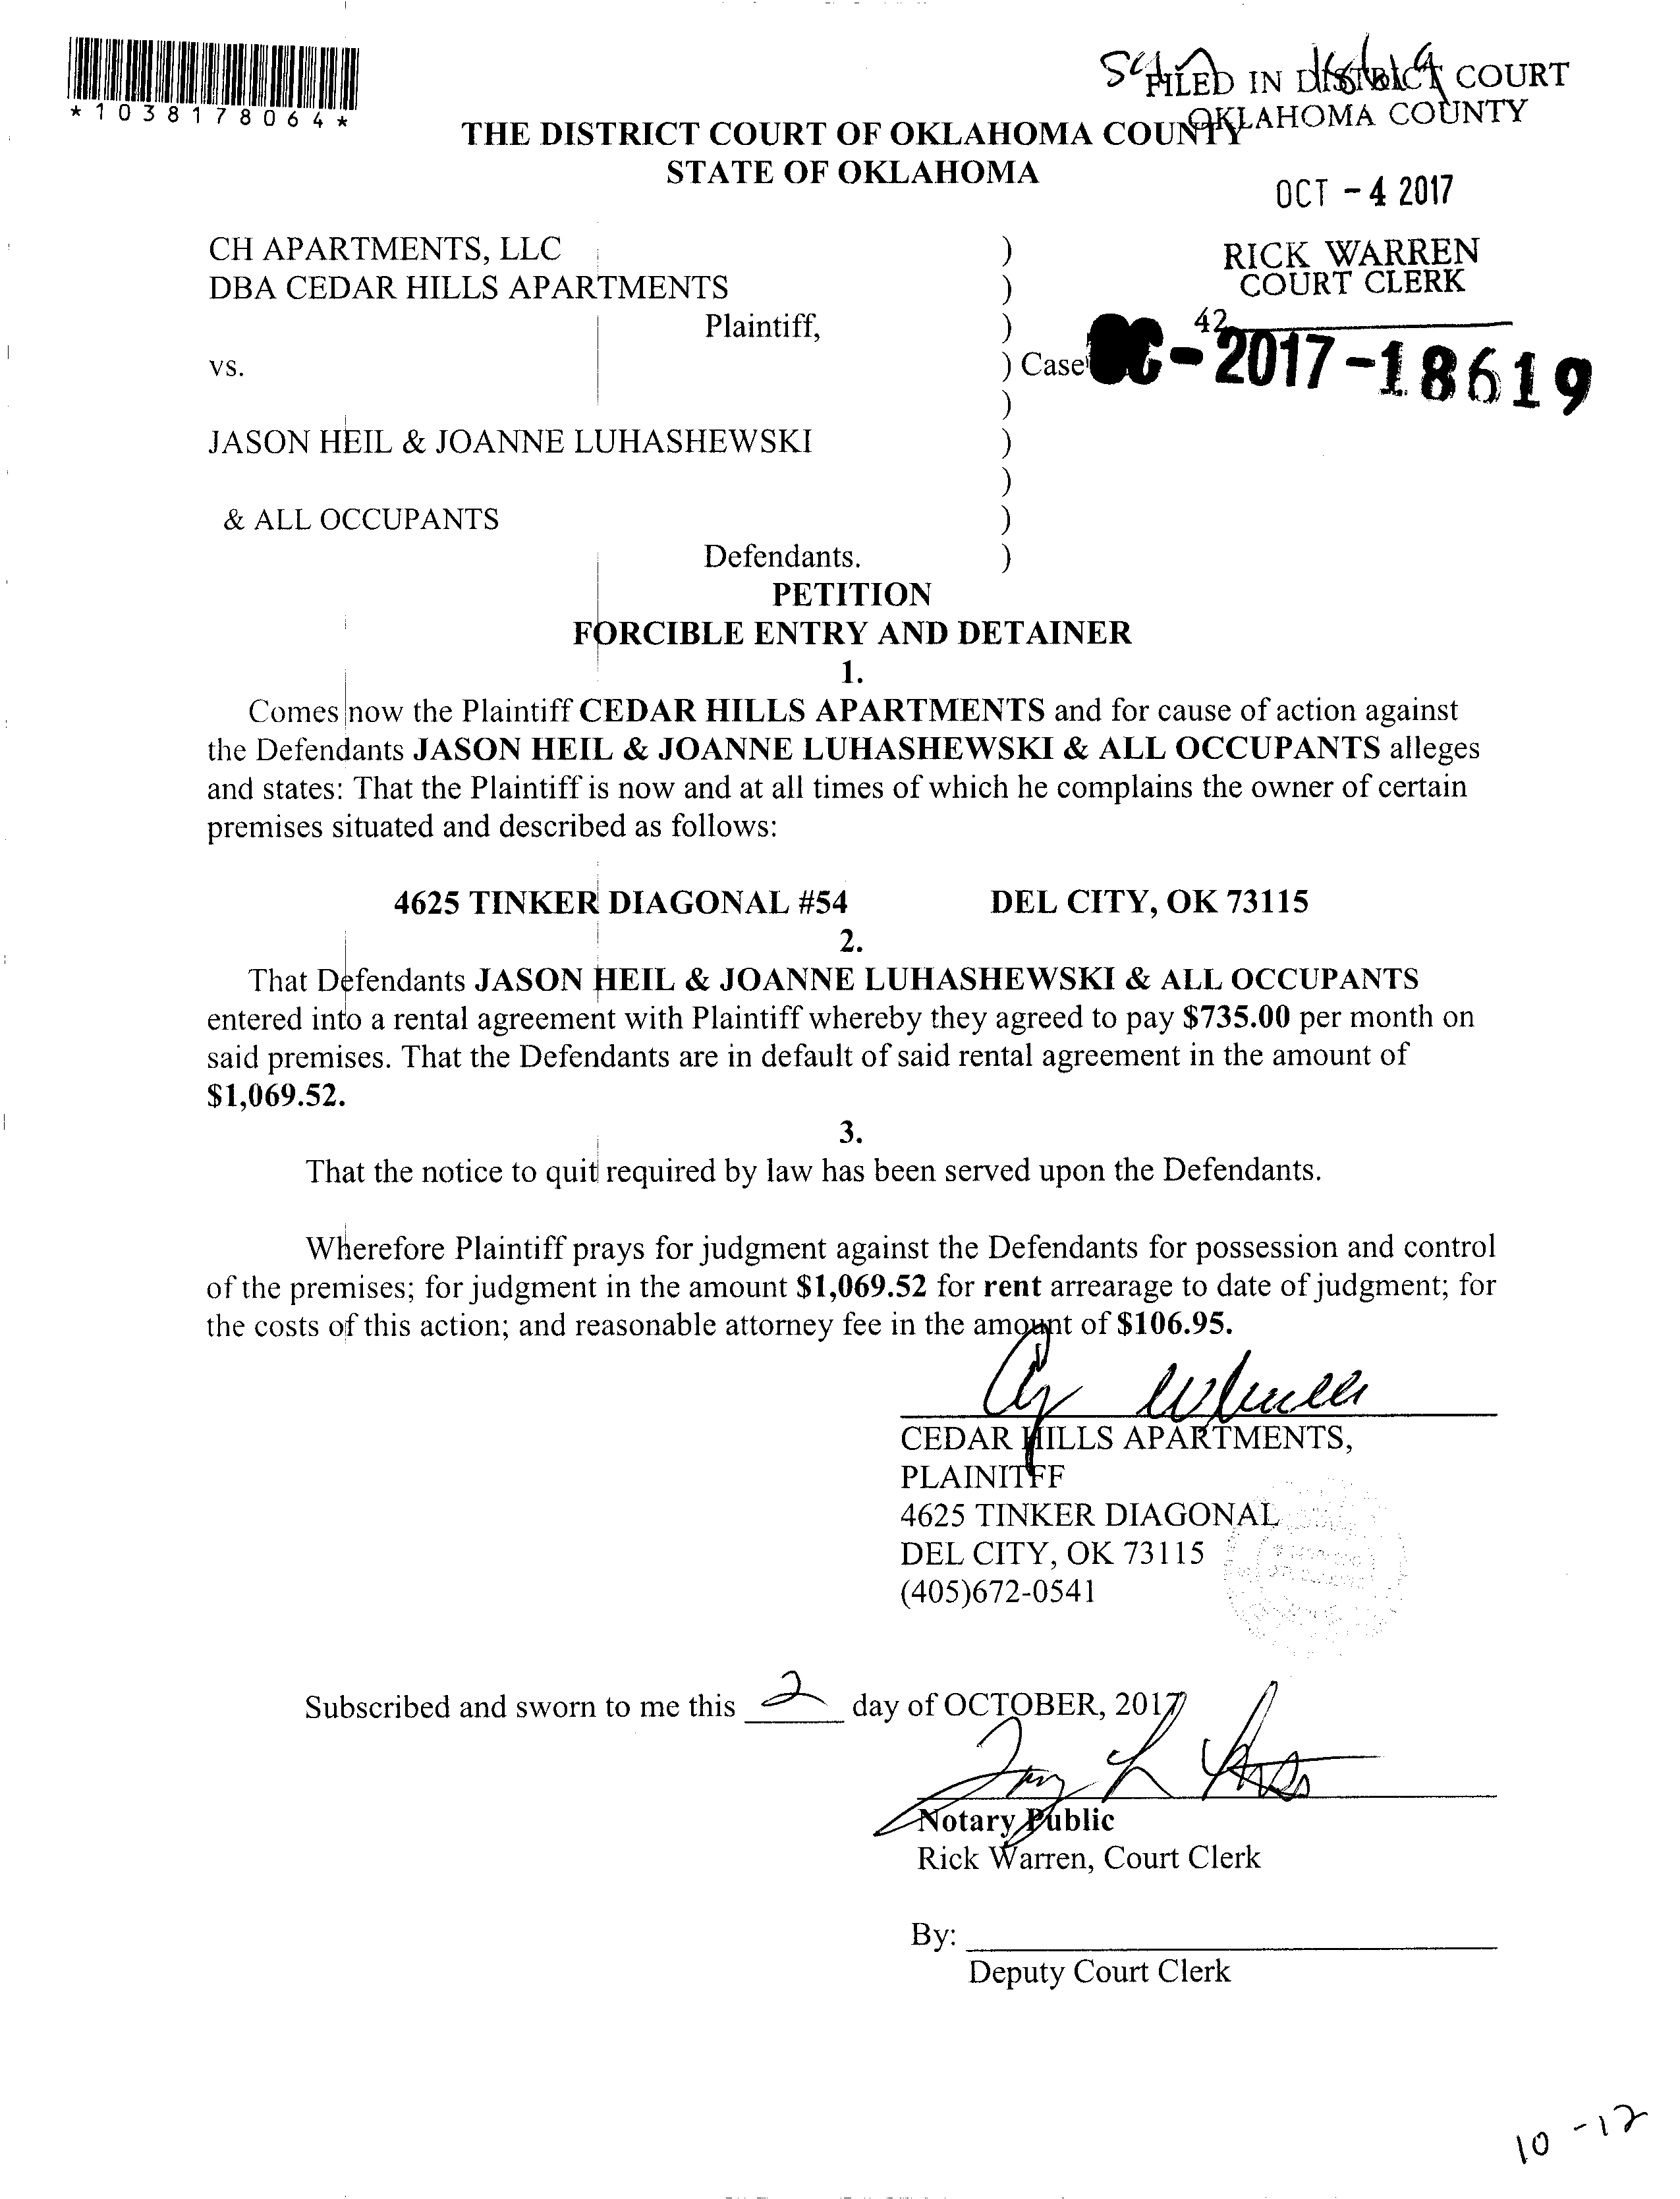 *1038178064*
FILED IN DISTRICT COURT
OKLAHOMA COUNTY
THE DISTRICT COURT OF OKLAHOMA COUNTY
STATE OF OKLAHOMA
OCT - 4 2017
CH APARTMENTS, LLC )
DBA CEDAR HILLS APARTMENTS )
RICK WARREN
COURT CLERK
42
Plaintiff, )
vs. ) Case -2017-18619
)
JASON HEIL & JOANNE LUHASHEWSKI )
)
& ALL OCCUPANTS )
Defendants. )
PETITION
FORCIBLE ENTRY AND DETAINER
1.
Comes now the Plaintiff CEDAR HILLS APARTMENTS and for cause of action against
the Defendants JASON HEIL & JOANNE LUHASHEWSKI & ALL OCCUPANTS alleges
and states: That the Plaintiff is now and at all times of which he complains the owner of certain
premises situated and described as follows:
4625 TINKER DIAGONAL #54 DEL CITY, OK 73115
2.
That Defendants JASON HEIL & JOANNE LUHASHEWSKI & ALL OCCUPANTS
entered into a rental agreement with Plaintiff whereby they agreed to pay $735.00 per month on
said premises. That the Defendants are in default of said rental agreement in the amount of
$1,069.52.
3.
That the notice to quit required by law has been served upon the Defendants.
Wherefore Plaintiff prays for judgment against the Defendants for possession and control
of the premises; for judgment in the amount $1,069.52 for rent arrearage to date of judgment; for
the costs of this action; and reasonable attorney fee in the amount of $106.95.
CEDAR HILLS APARTMENTS,
PLAINITFF
4625 TINKER DIAGONAL
DEL CITY, OK 73115
(405)672-0541
Subscribed and sworn to me this 2 day of OCTOBER, 2017
Notary Public
Rick Warren, Court Clerk
By:
Deputy Court Clerk
10-12